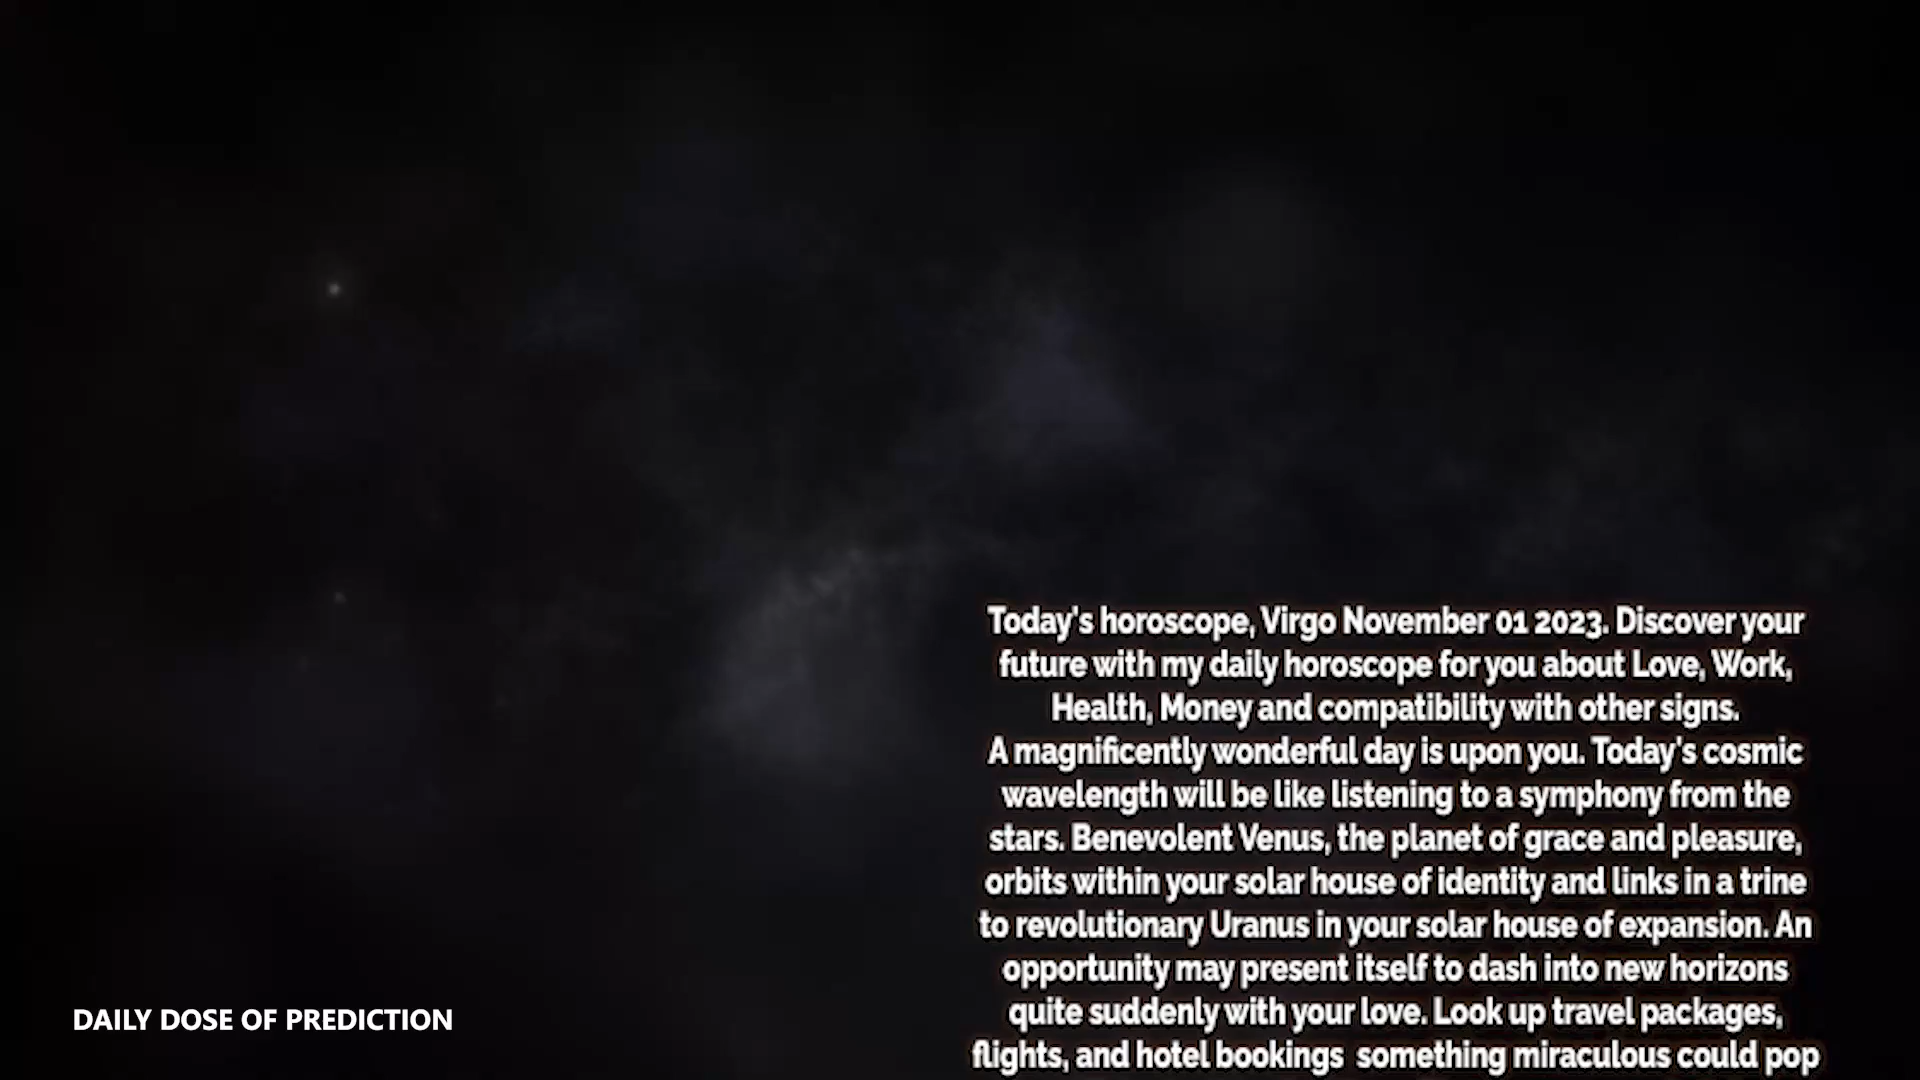 Today's horoscope, Virgo November 01 2023. Discover your
future with my daily horoscope for you about Love, Work,
Health, Money and compatibility with other signs.
A magnificently wonderful day is upon you. Today's cosmic
wavelength will be like listening to a symphony from the
stars. Benevolent Venus, the planet of grace and pleasure,
orbits within your solar house of identity and links in a trine
to revolutionary Uranus in your solar house of expansion. An
opportunity may present itself to dash into new horizons
quite suddenly with your love. Look up travel packages,
flights, and hotel bookings  something miraculous could pop
DAILY DOSE OF PREDICTION